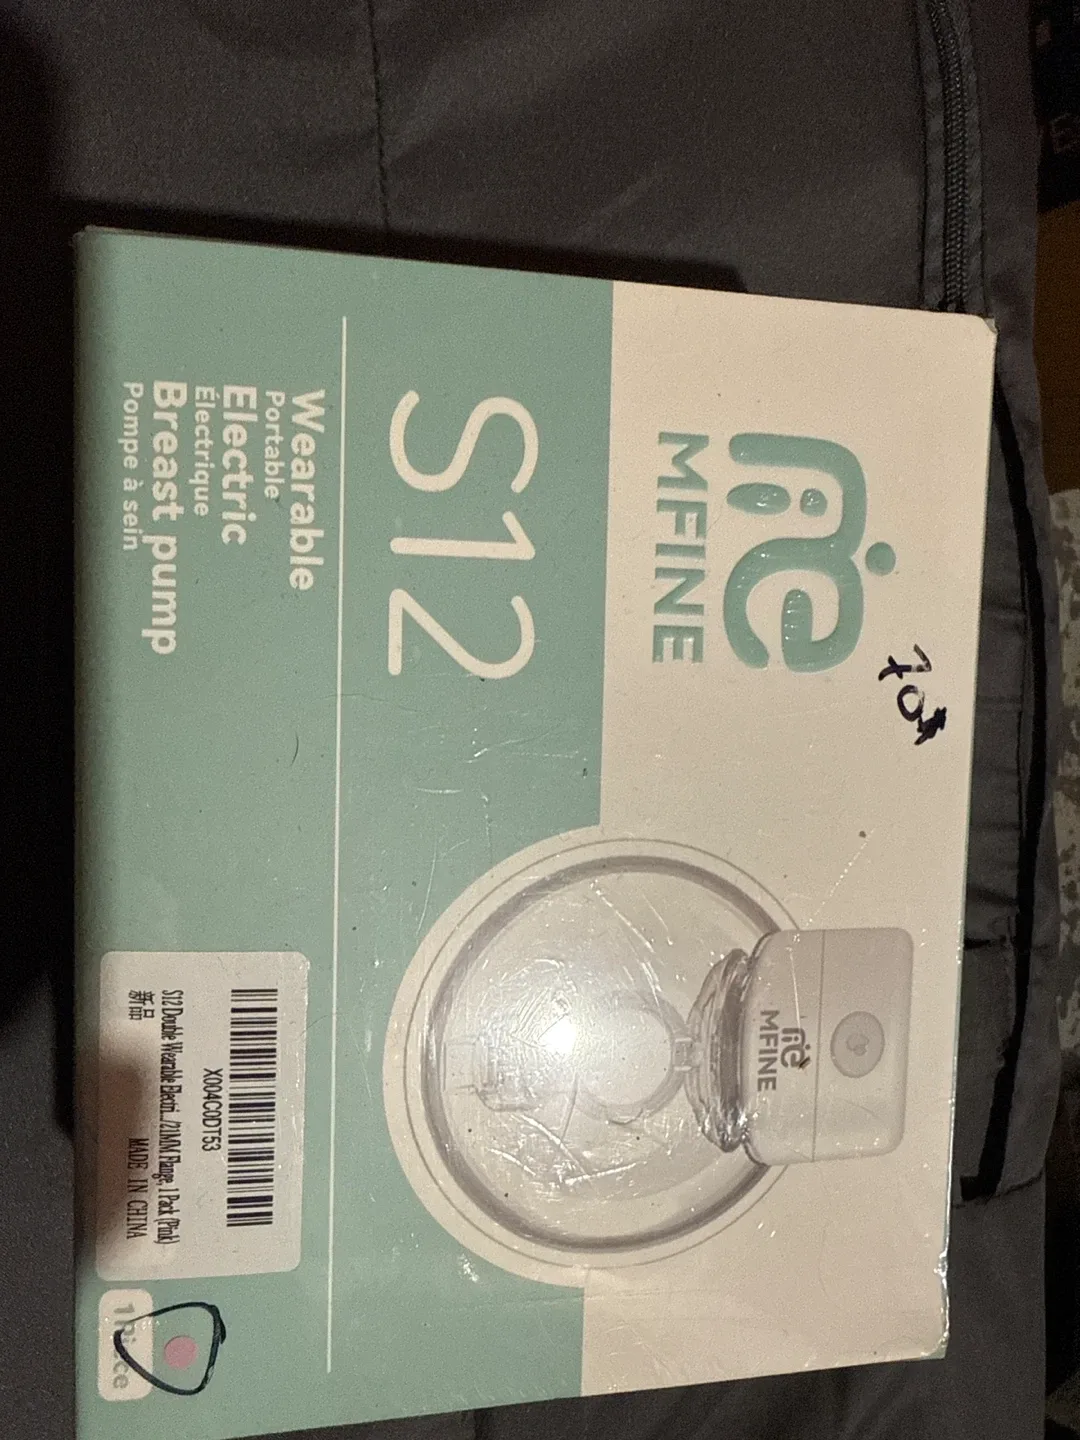 MFINE
70$
S12
Wearable
Portable
Electric
Électrique
Breast pump
Pompe à sein
MFINE
X004C0DT53
S12 Double Wearable Electri.../21MM Flange, 1 Pack (Pink)
新品
MADE IN CHINA